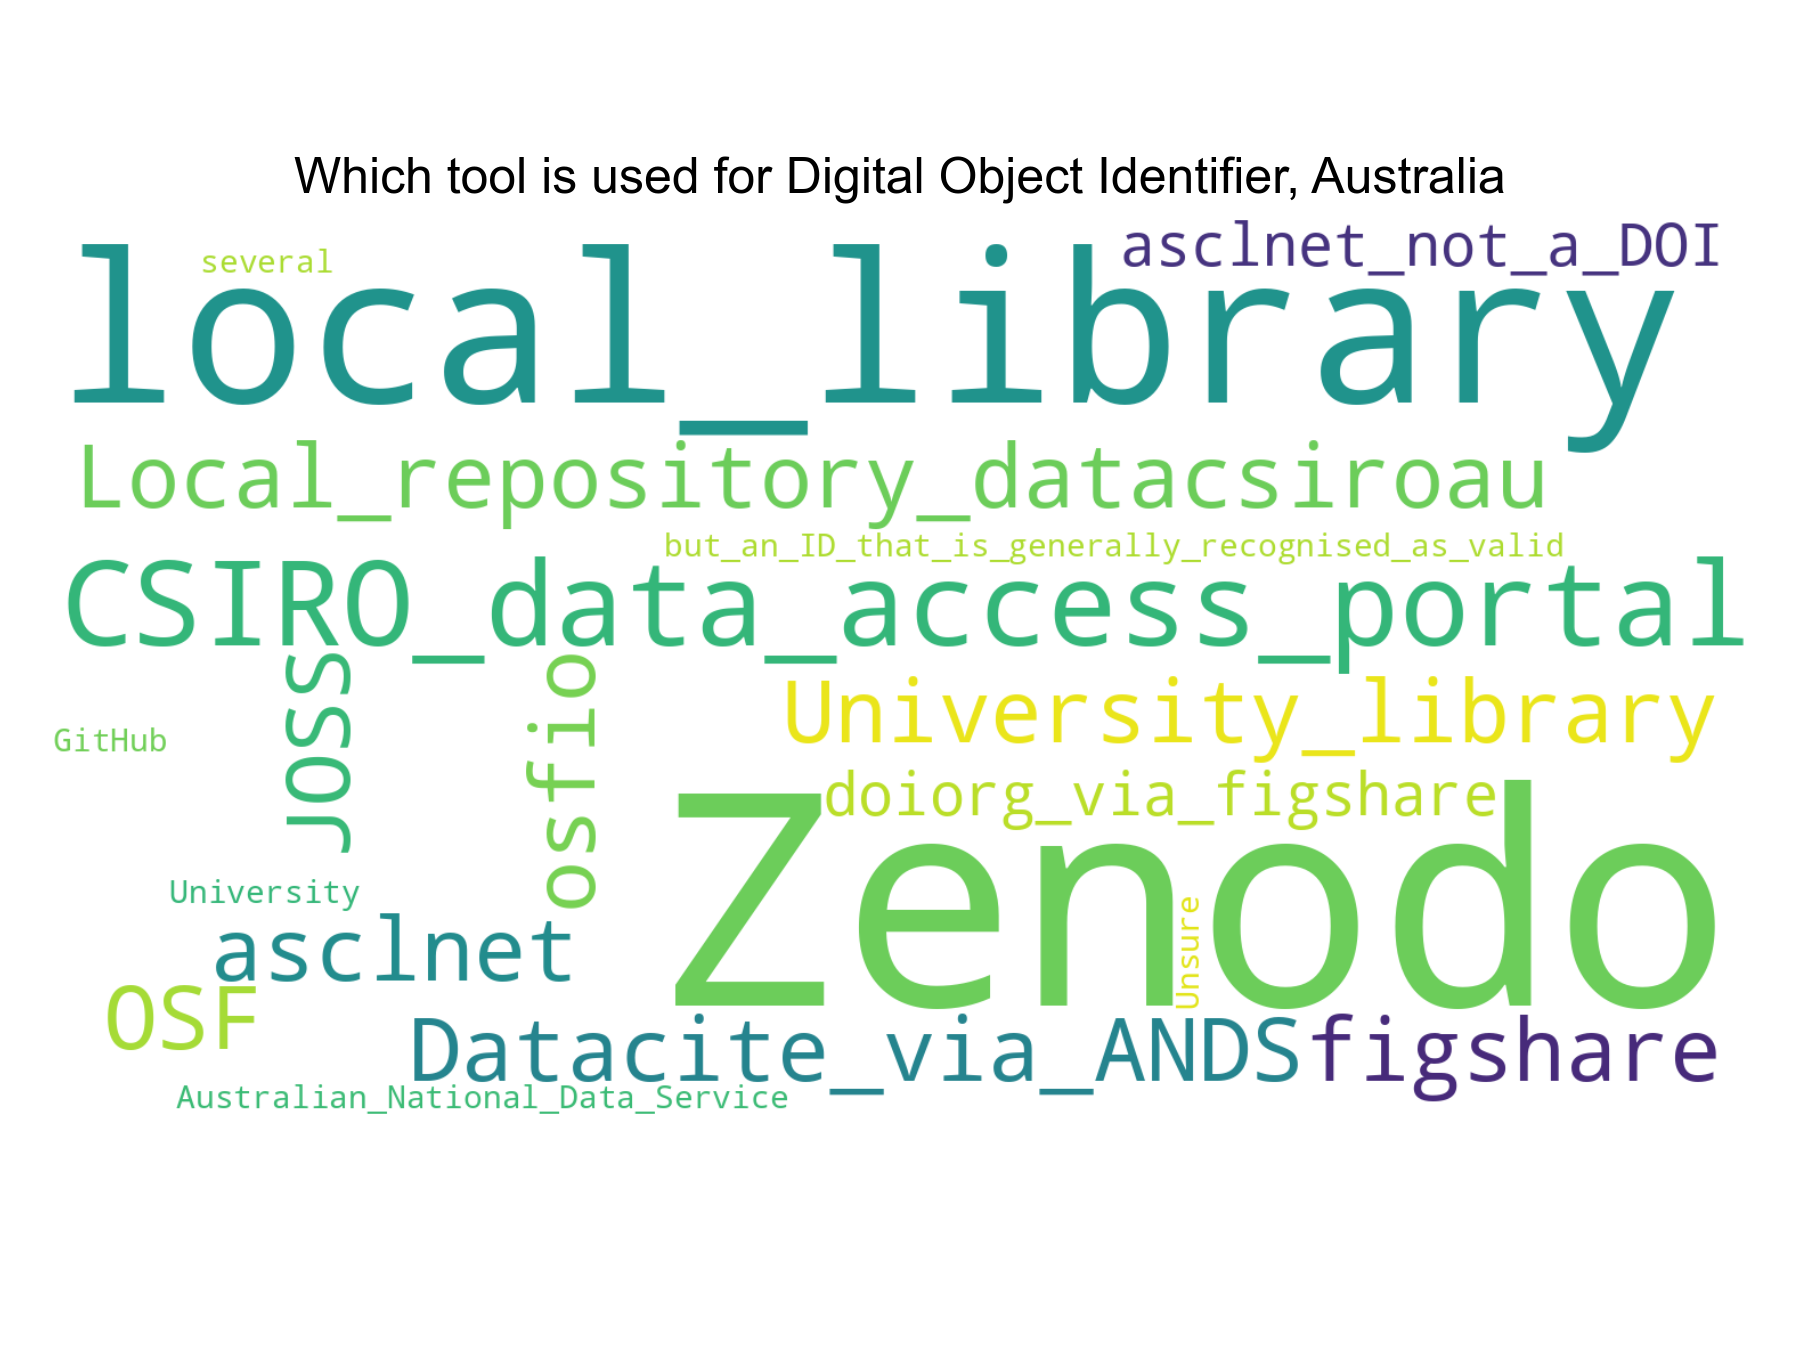 Which tool is used for Digital Object Identifier, Australia
several
asclnet_not_a_DOI
local_library
Local_repository_datacsiroau
but_an_ID_that_is_generally_recognised_as_valid
CSIRO_data_access_portal
JOSS
osfio
University_library
GitHub
doiorg_via_figshare
Zenodo
University
Unsure
asclnet
OSF
Datacite_via_ANDS
figshare
Australian_National_Data_Service